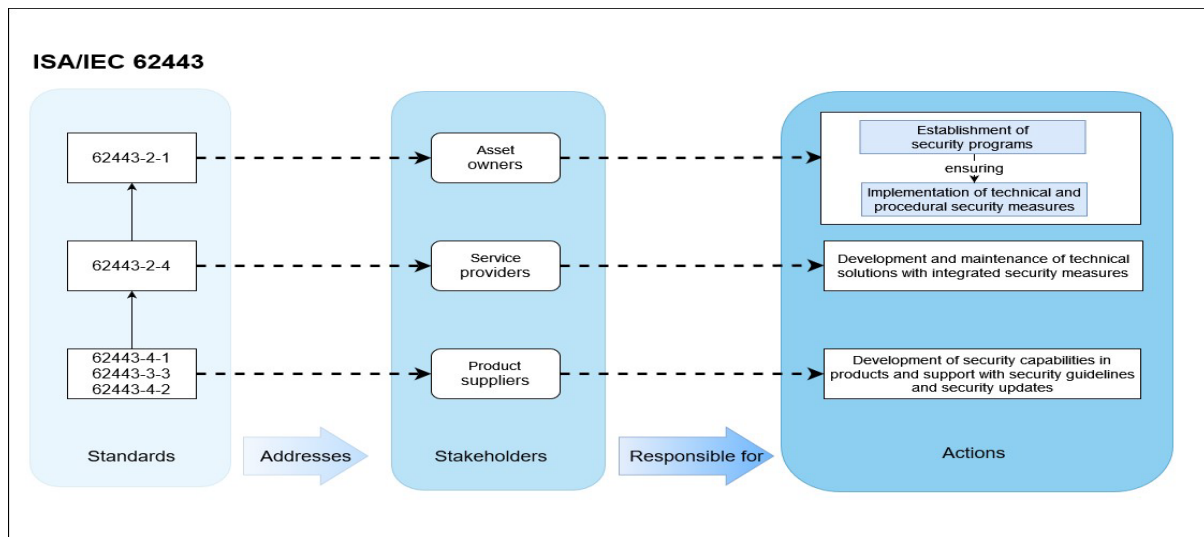 ISA/IEC 62443
62443-2-1
Asset
owners
Establishment of
security programs
ensuring
Implementation of technical and
procedural security measures
62443-2-4
Service
providers
Development and maintenance of technical
solutions with integrated security measures
62443-4-1
62443-3-3
62443-4-2
Product
suppliers
Development of security capabilities in
products and support with security guidelines
and security updates
Standards
Addresses
Stakeholders
Responsible for
Actions